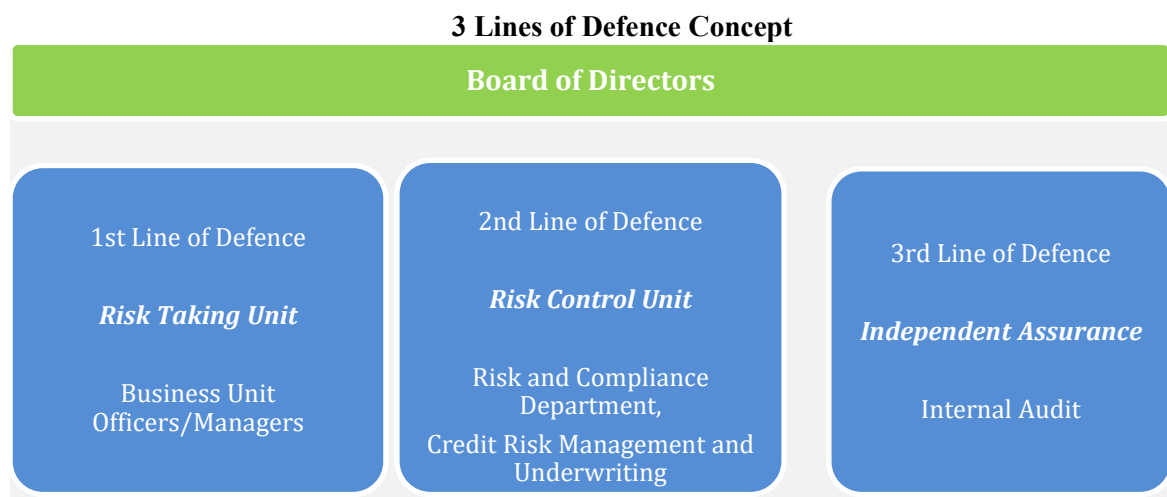 3 Lines of Defence Concept
Board of Directors
1st Line of Defence
Risk Taking Unit
Business Unit
Officers/Managers
2nd Line of Defence
Risk Control Unit
Risk and Compliance
Department,
Credit Risk Management and
Underwriting
3rd Line of Defence
Independent Assurance
Internal Audit